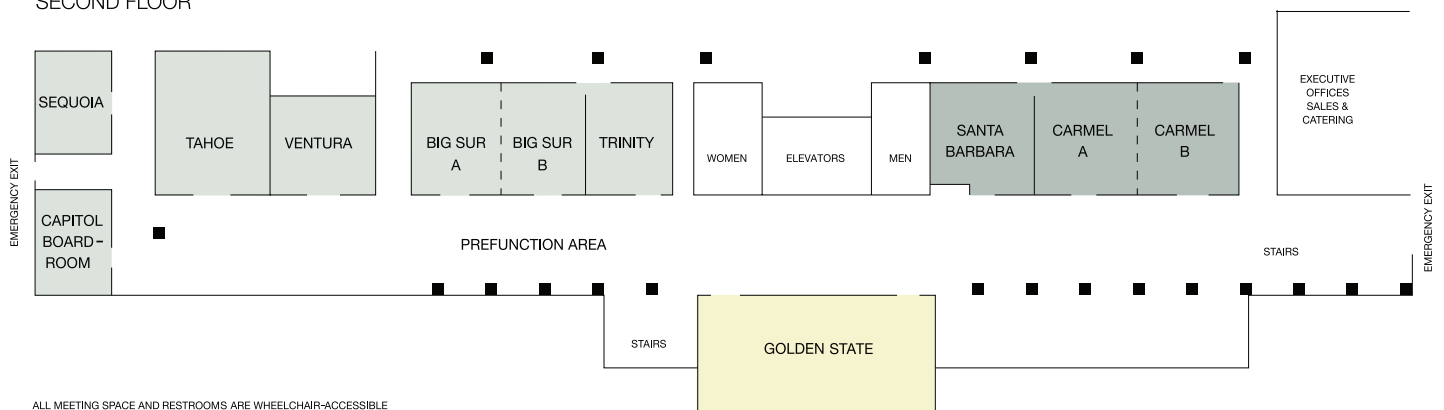 SECOND FLOOR
SEQUOIA
TAHOE
VENTURA
BIG SUR
A
BIG SUR
B
TRINITY
WOMEN
ELEVATORS
MEN
SANTA
BARBARA
CARMEL
A
CARMEL
B
EXECUTIVE
OFFICES
SALES &
CATERING
EMERGENCY EXIT
CAPITOL
BOARD-
ROOM
PREFUNCTION AREA
STAIRS
EMERGENCY EXIT
STAIRS
GOLDEN STATE
ALL MEETING SPACE AND RESTROOMS ARE WHEELCHAIR-ACCESSIBLE